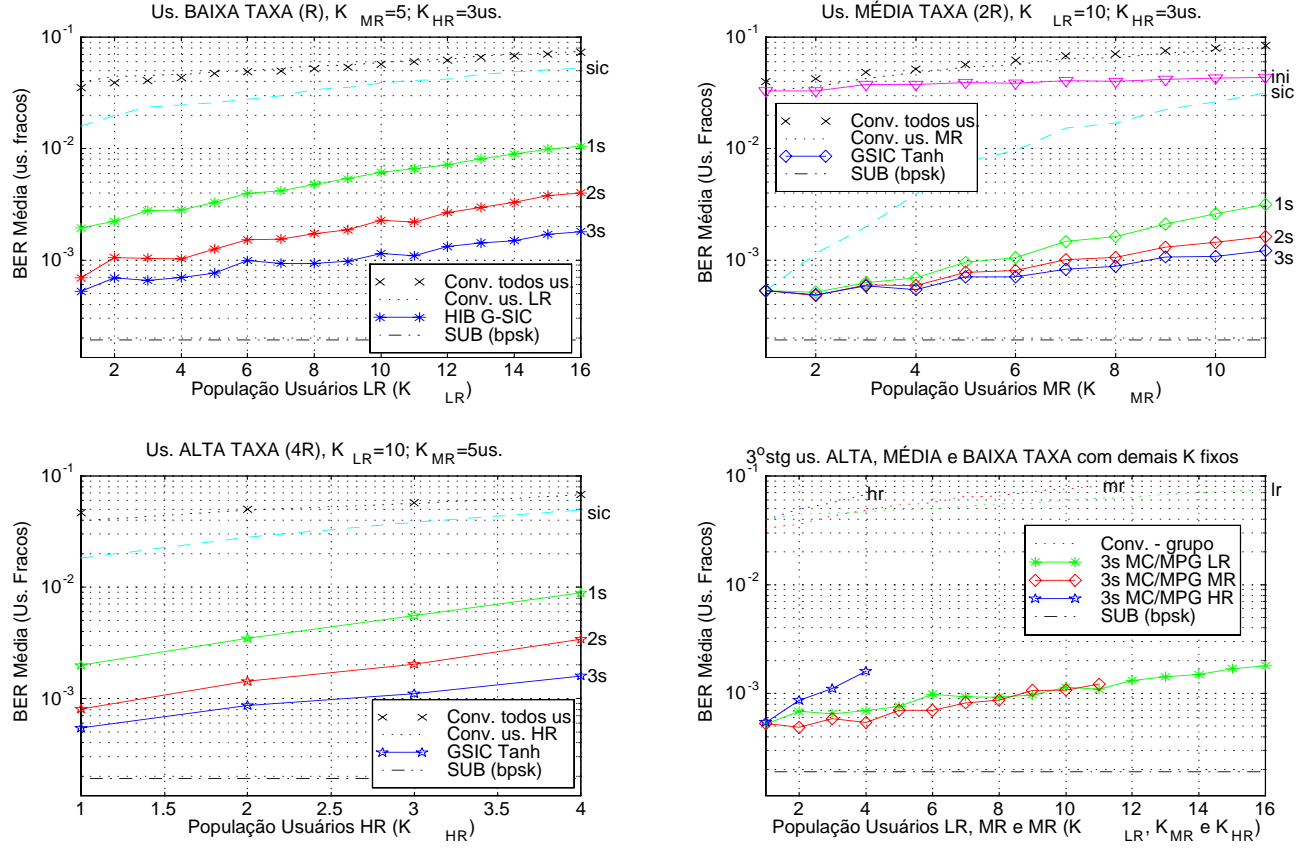 Us. BAIXA TAXA (R), K MR=5; K HR=3us.
BER Média (us. fracos)
10^-1
10^-2
10^-3
sic
1s
2s
3s
Conv. todos us.
Conv. us. LR
HIB G-SIC
SUB (bpsk)
2 4 6 8 10 12 14 16
População Usuários LR (K LR)
Us. MÉDIA TAXA (2R), K LR=10; K HR=3us.
BER Média (Us. Fracos)
10^-1
10^-2
10^-3
ini
sic
1s
2s
3s
Conv. todos us.
Conv. us. MR
GSIC Tanh
SUB (bpsk)
2 4 6 8 10
População Usuários MR (K MR)
Us. ALTA TAXA (4R), K LR=10; K MR=5us.
BER Média (Us. Fracos)
10^-1
10^-2
10^-3
sic
1s
2s
3s
Conv. todos us.
Conv. us. HR
GSIC Tanh
SUB (bpsk)
1 1.5 2 2.5 3 3.5 4
População Usuários HR (K HR)
3ºstg us. ALTA, MÉDIA e BAIXA TAXA com demais K fixos
BER Média (Us. Fracos)
10^-1
10^-2
10^-3
hr
mr
lr
Conv. - grupo
3s MC/MPG LR
3s MC/MPG MR
3s MC/MPG HR
SUB (bpsk)
2 4 6 8 10 12 14 16
População Usuários LR, MR e MR (K LR, K MR e K HR)